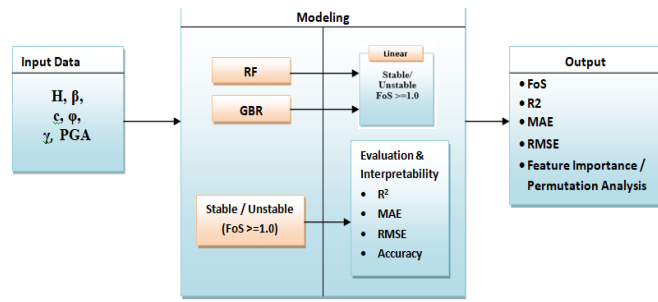 Modeling
Input Data
H, β,
c, φ,
γ, PGA
RF
GBR
Linear
Stable/
Unstable
FoS >=1.0
Stable / Unstable
(FoS >=1.0)
Evaluation &
Interpretability
• R²
• MAE
• RMSE
• Accuracy
Output
• FoS
• R2
• MAE
• RMSE
• Feature Importance /
Permutation Analysis